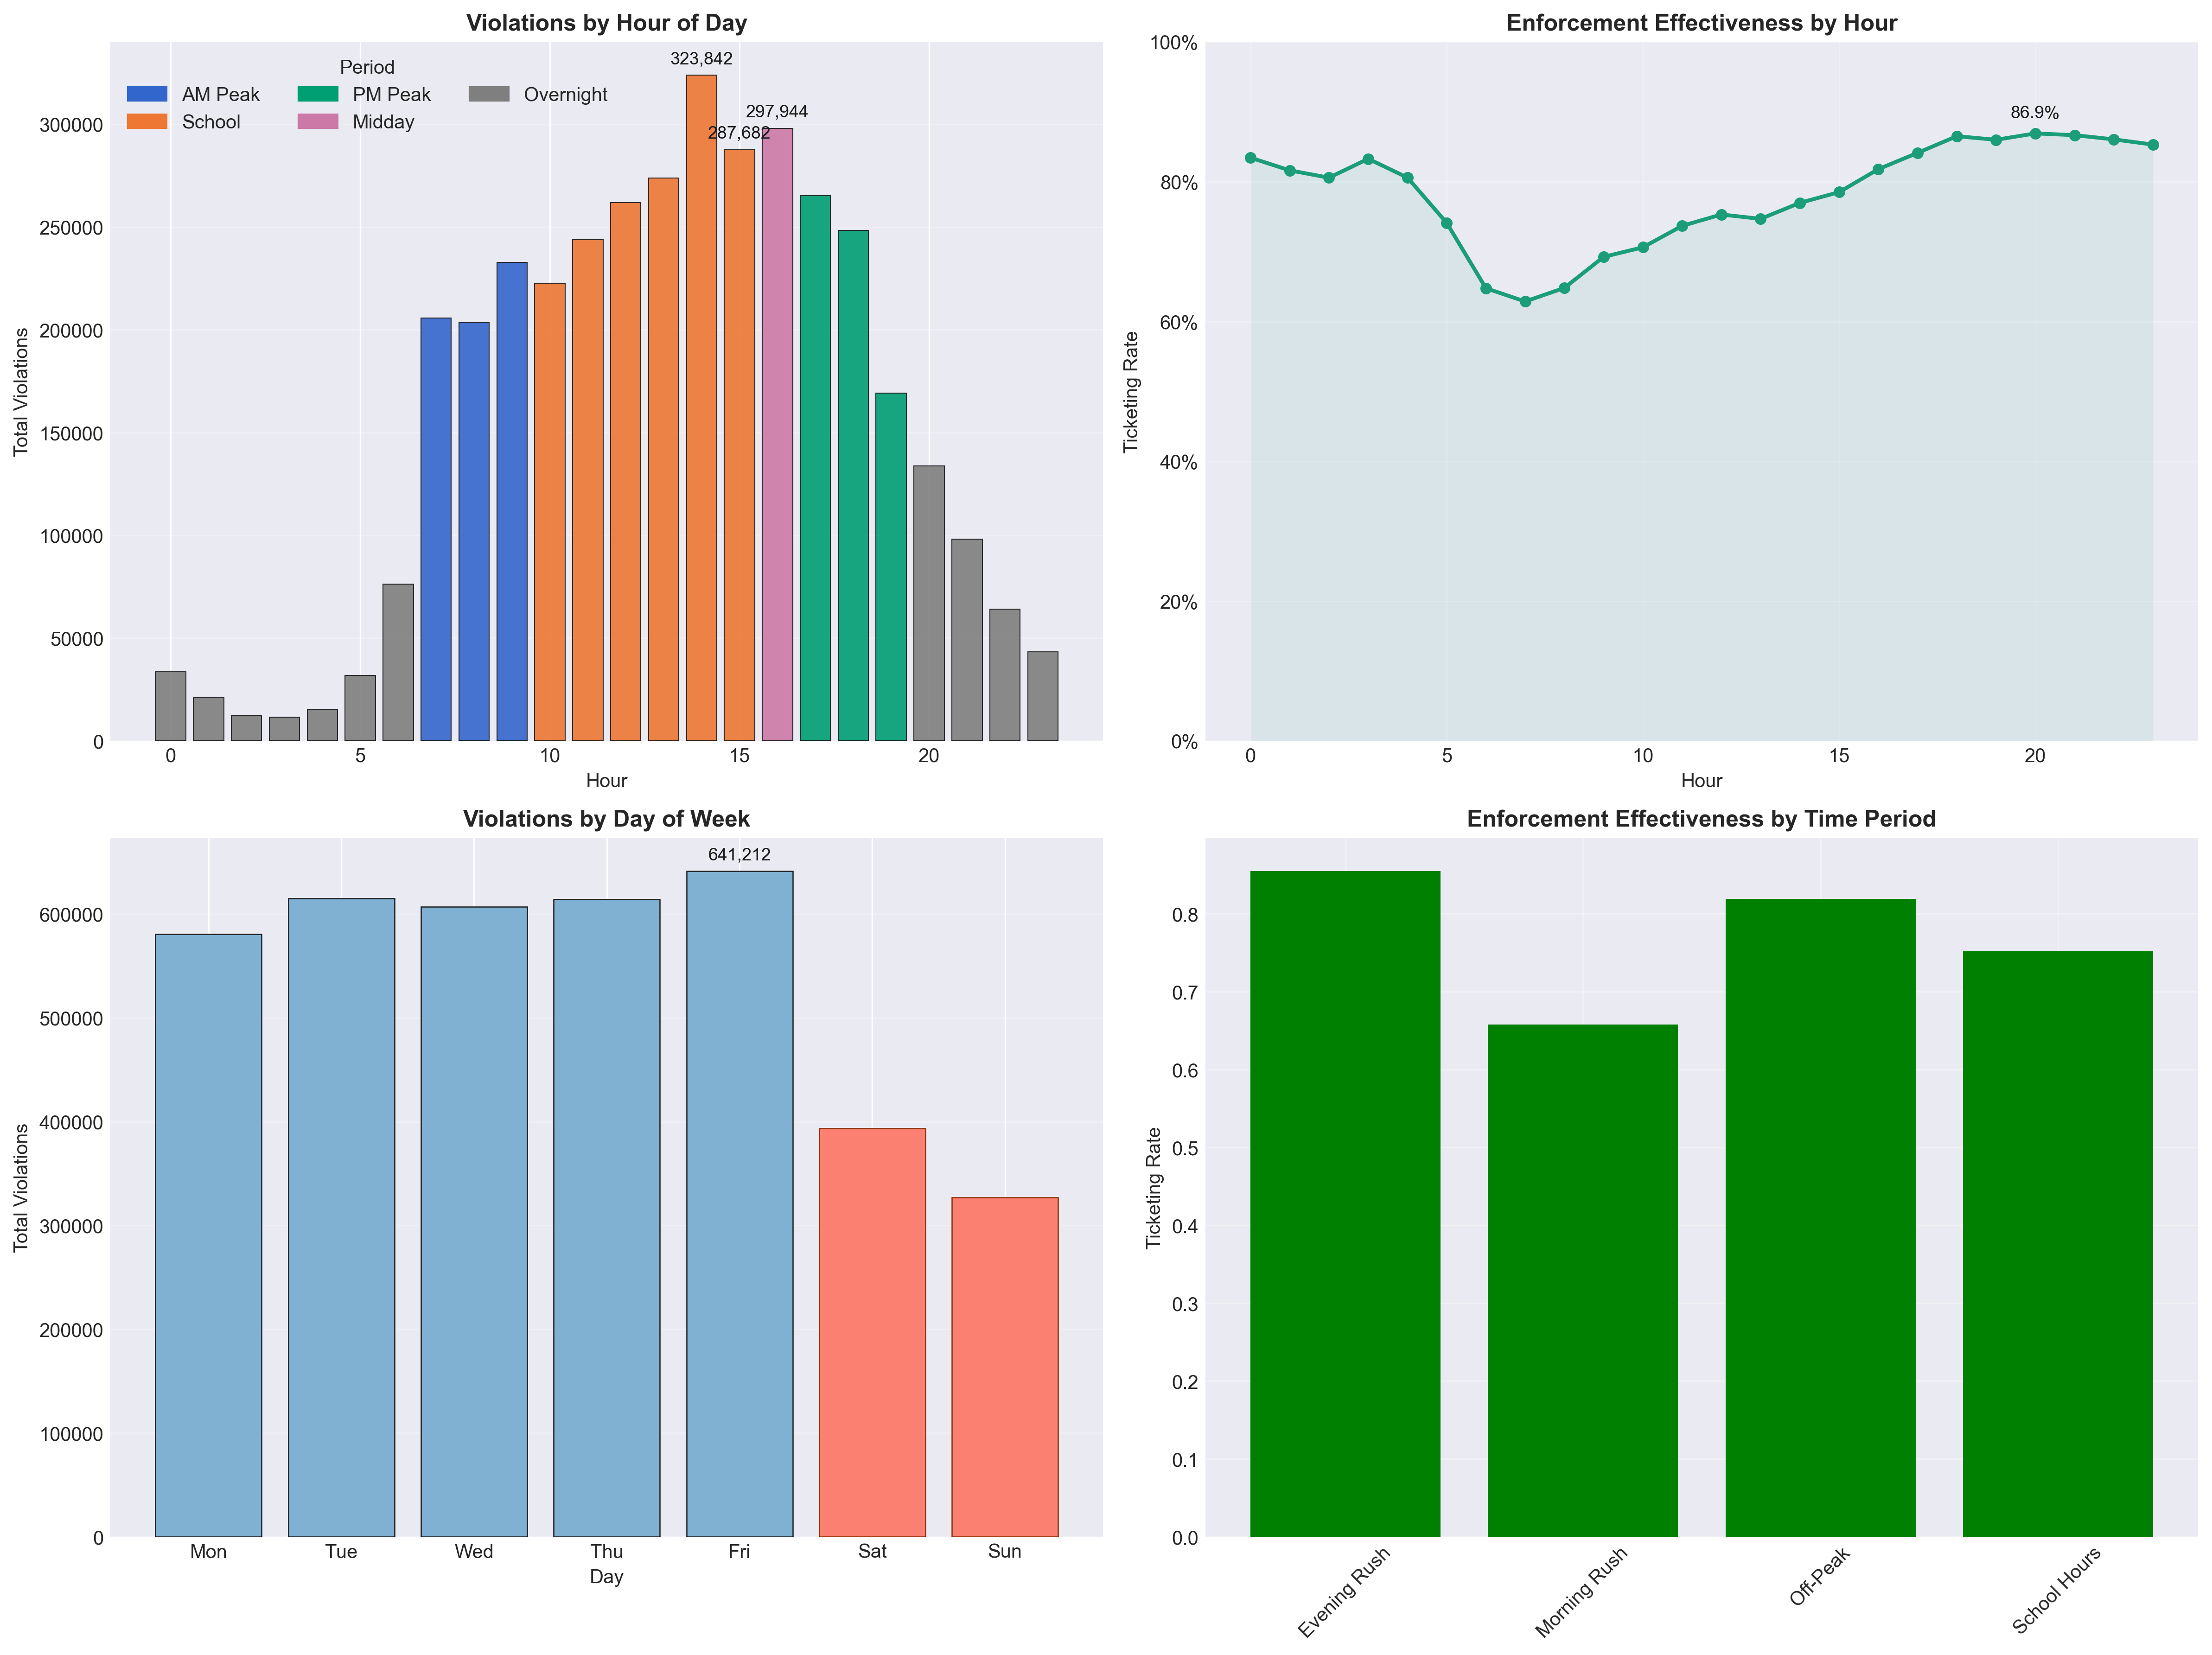 Violations by Hour of Day
323,842
297,944
287,682
Period
AM Peak
PM Peak
Overnight
School
Midday
300000
250000
200000
150000
100000
50000
0
Total Violations
0 5 10 15 20
Hour
Enforcement Effectiveness by Hour
100%
80%
60%
40%
20%
0%
86.9%
Ticketing Rate
0 5 10 15 20
Hour
Violations by Day of Week
641,212
600000
500000
400000
300000
200000
100000
0
Total Violations
Mon Tue Wed Thu Fri Sat Sun
Day
Enforcement Effectiveness by Time Period
0.8
0.7
0.6
0.5
0.4
0.3
0.2
0.1
0.0
Ticketing Rate
Evening Rush
Morning Rush
Off-Peak
School Hours